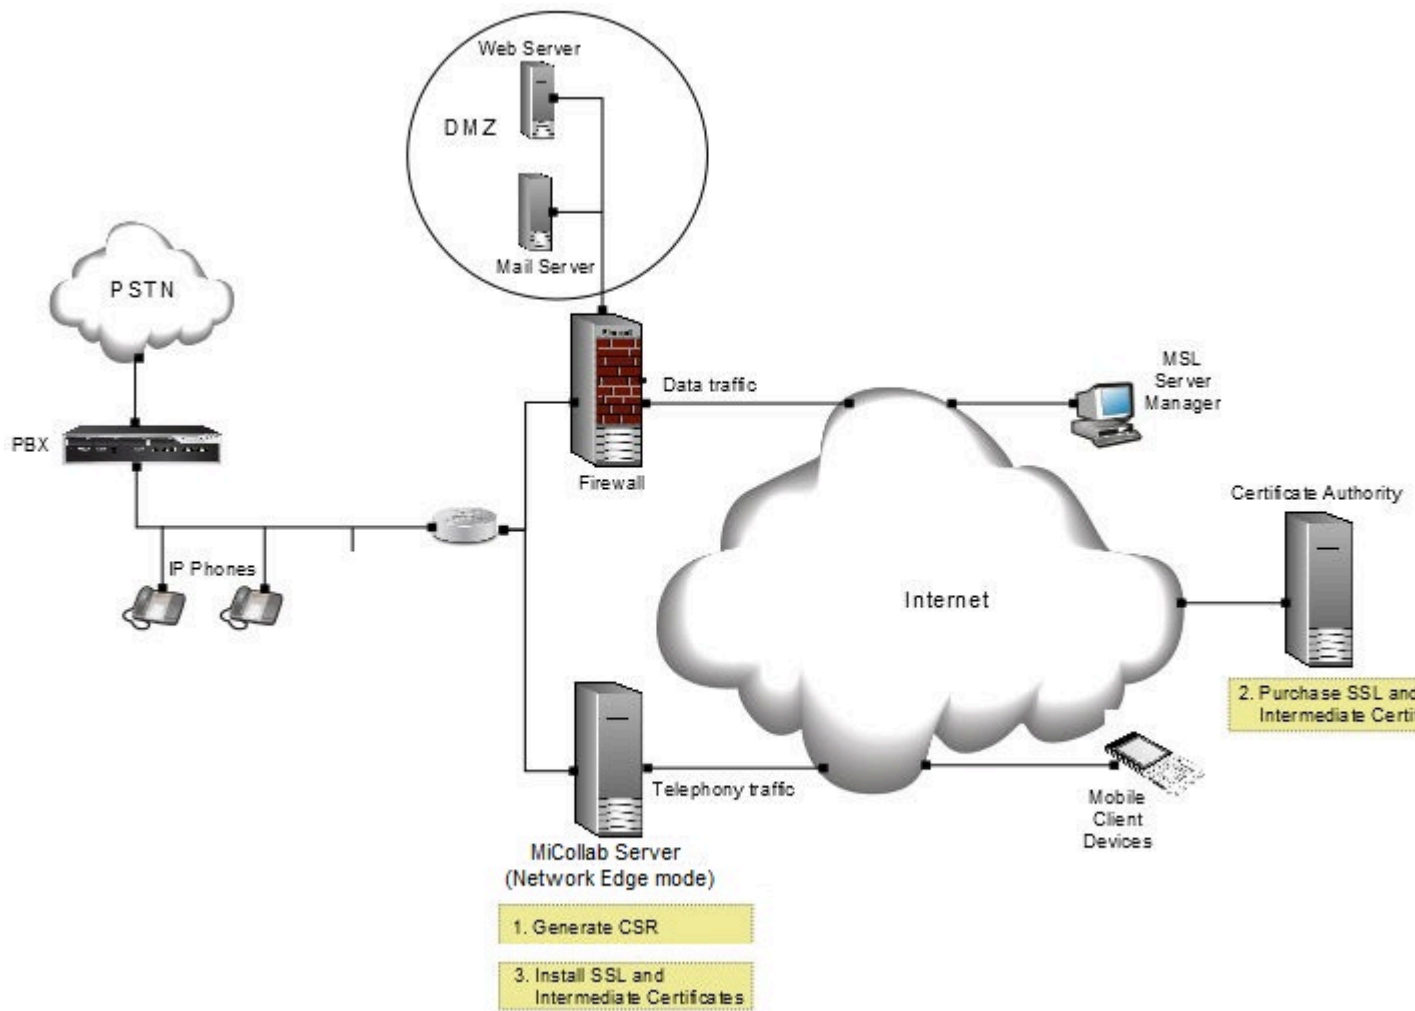 Web Server
DMZ
Mail Server
PSTN
PBX
IP Phones
Firewall
Data traffic
MSL
Server
Manager
Certificate Authority
Internet
2. Purchase SSL and
Intermediate Certi
Telephony traffic
Mobile
Client
Devices
MiCollab Server
(Network Edge mode)
1. Generate CSR
3. Install SSL and
Intermediate Certificates